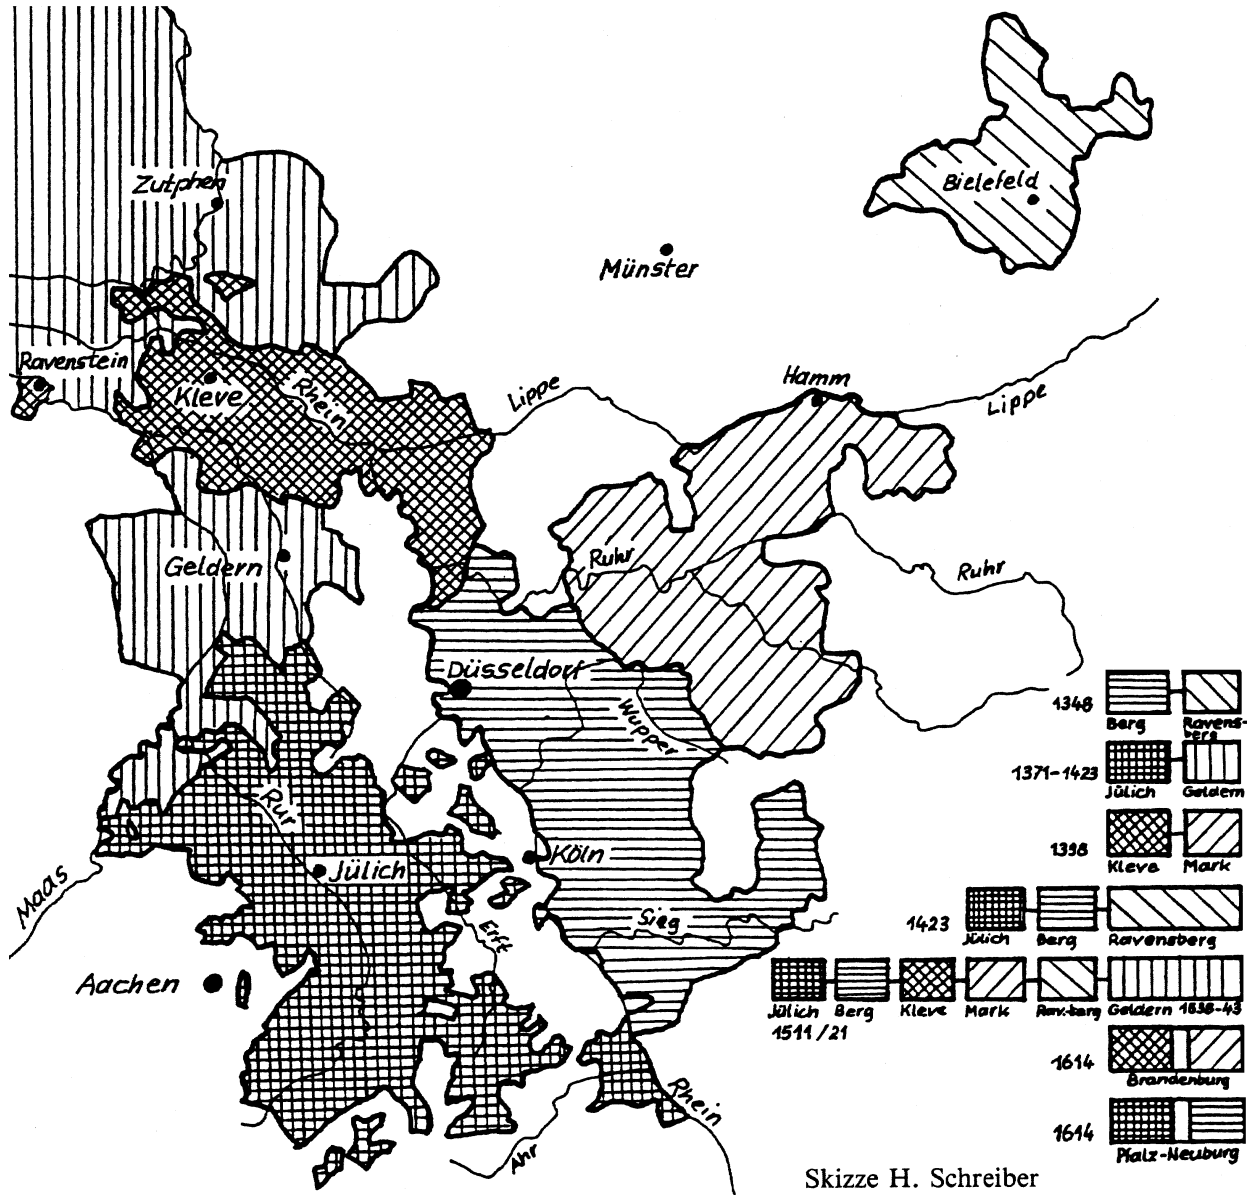 Zutphen
Bielefeld
Münster
Ravenstein
Kleve
Rhein
Lippe
Hamm
Lippe
Geldern
Ruhr
Ruhr
Düsseldorf
Wupper
1348
Berg
Ravens-
berg
1371-1423
Jülich
Geldern
Rur
1398
Kleve
Mark
Maas
Jülich
Köln
Erft
Sieg
1423
Jülich
Berg
Ravensberg
Aachen
Jülich Berg Kleve Mark Rav.berg Geldern 1538-43
1511/21
1614
Brandenburg
Rhein
Ahr
1614
Pfalz-Neuburg
Skizze H. Schreiber